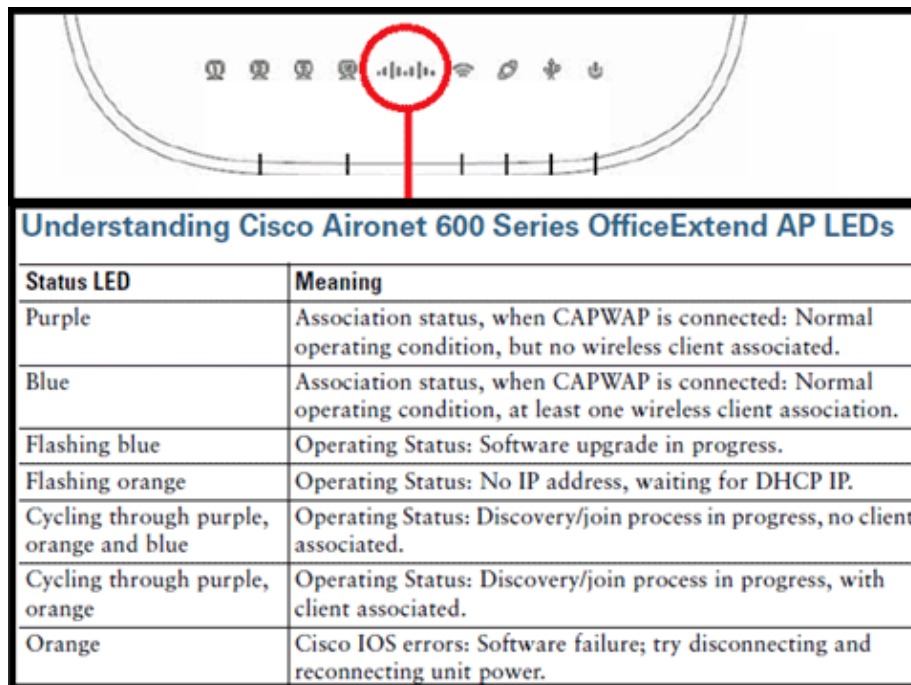 Understanding Cisco Aironet 600 Series OfficeExtend AP LEDs
Status LED Meaning
Purple Association status, when CAPWAP is connected: Normal
operating condition, but no wireless client associated.
Blue Association status, when CAPWAP is connected: Normal
operating condition, at least one wireless client association.
Flashing blue Operating Status: Software upgrade in progress.
Flashing orange Operating Status: No IP address, waiting for DHCP IP.
Cycling through purple, Operating Status: Discovery/join process in progress, no client
orange and blue associated.
Cycling through purple, Operating Status: Discovery/join process in progress, with
orange client associated.
Orange Cisco IOS errors: Software failure; try disconnecting and
reconnecting unit power.